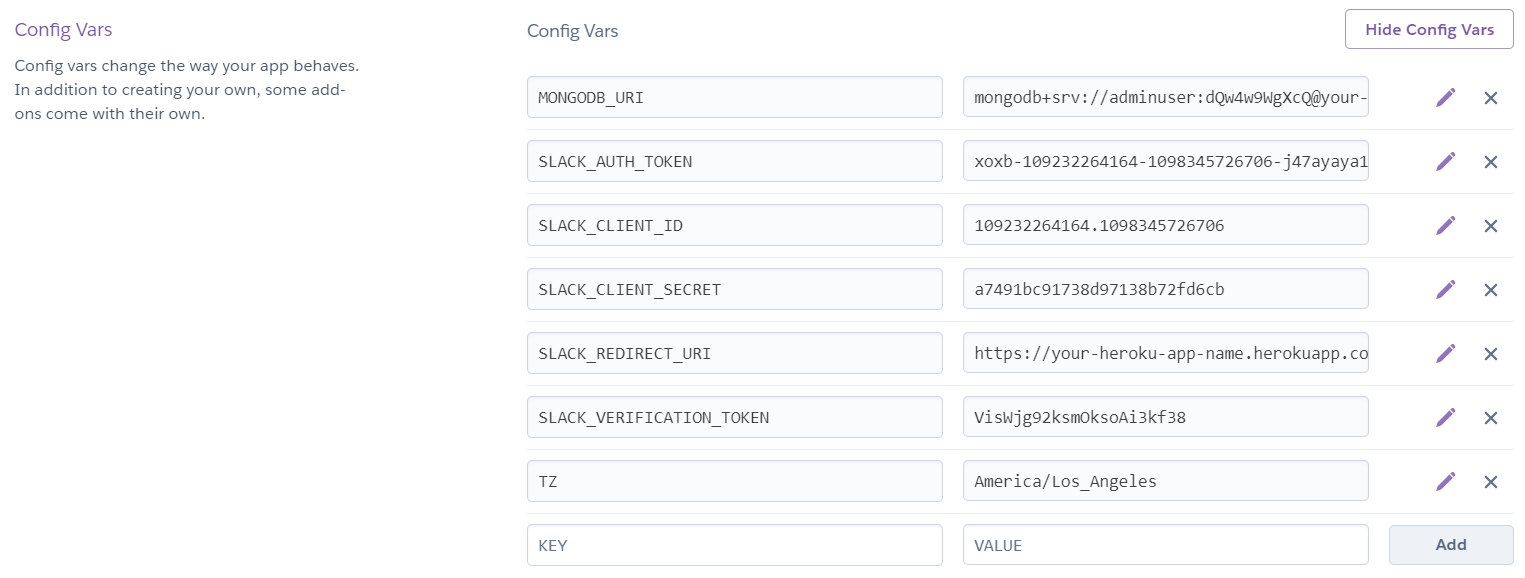 Config Vars
Config vars change the way your app behaves.
In addition to creating your own, some add-
ons come with their own.
Config Vars
Hide Config Vars
MONGODB_URI mongodb+srv://adminuser:dQw4w9WgXcQ@your-
SLACK_AUTH_TOKEN xoxb-109232264164-1098345726706-j47ayaya1
SLACK_CLIENT_ID 109232264164.1098345726706
SLACK_CLIENT_SECRET a7491bc91738d97138b72fd6cb
SLACK_REDIRECT_URI https://your-heroku-app-name.herokuapp.co
SLACK_VERIFICATION_TOKEN VisWjg92ksmOksoAi3kf38
TZ America/Los_Angeles
KEY VALUE Add